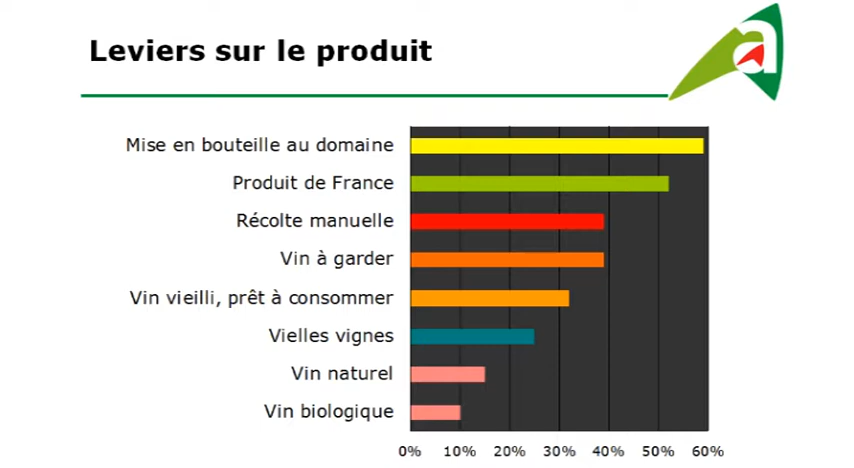 Leviers sur le produit
a
Mise en bouteille au domaine
Produit de France
Récolte manuelle
Vin à garder
Vin vieilli, prêt à consommer
Vielles vignes
Vin naturel
Vin biologique
0% 10% 20% 30% 40% 50% 60%